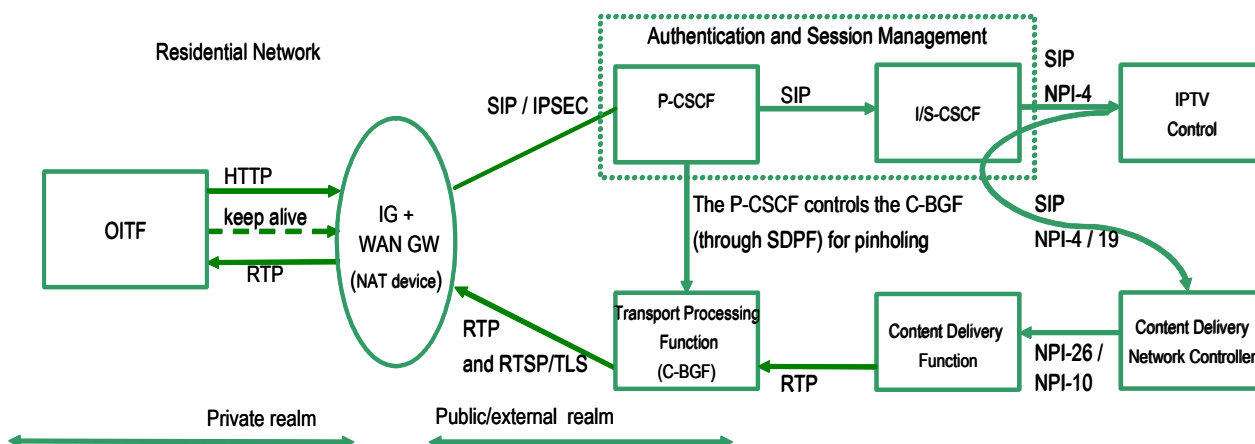 Residential Network
Authentication and Session Management
SIP / IPSEC
P-CSCF
SIP
I/S-CSCF
SIP
NPI-4
IPTV
Control
OITF
HTTP
keep alive
RTP
IG +
WAN GW
(NAT device)
The P-CSCF controls the C-BGF
(through SDPF) for pinholing
SIP
NPI-4 / 19
RTP
and RTSP/TLS
Transport Processing
Function
(C-BGF)
RTP
Content Delivery
Function
NPI-26 /
NPI-10
Content Delivery
Network Controller
Private realm
Public/external realm